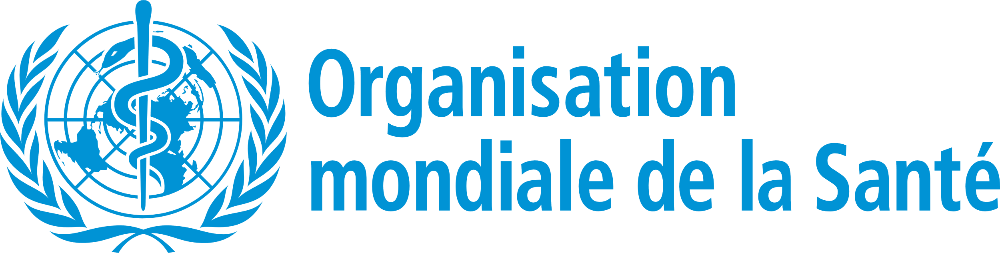 Organisation
mondiale de la Santé